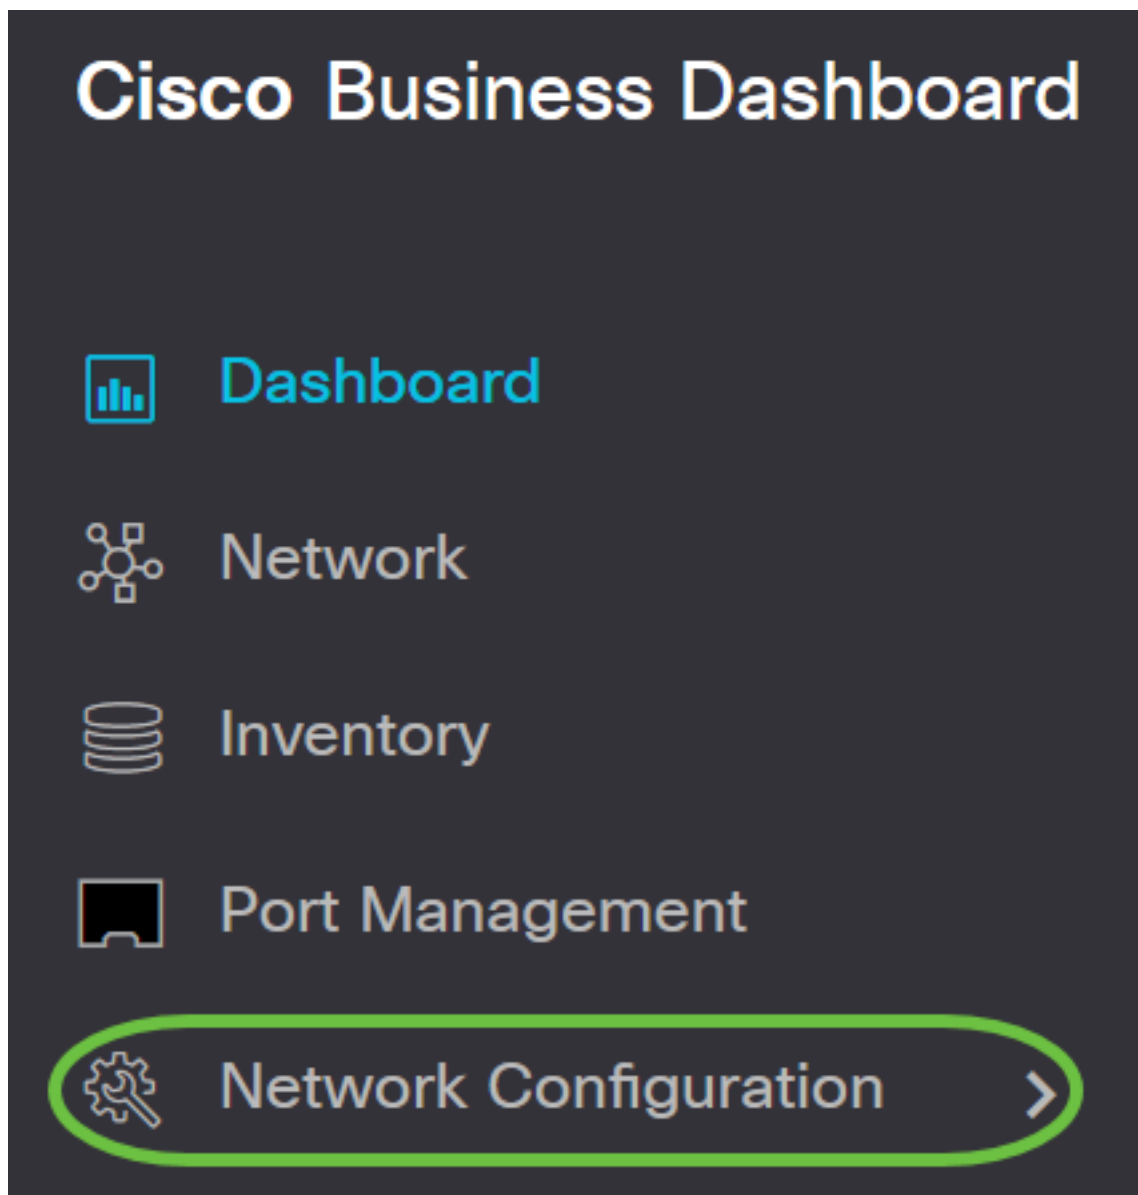 Cisco Business Dashboard
Dashboard
Network
Inventory
Port Management
Network Configuration